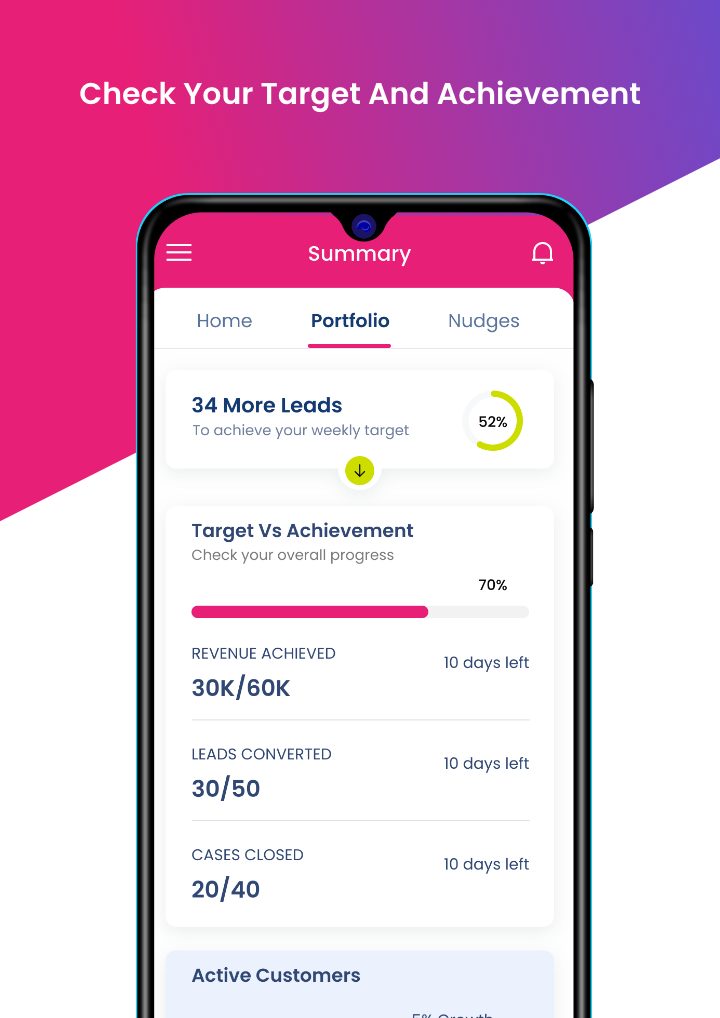 Check Your Target And Achievement
Summary
Home Portfolio Nudges
34 More Leads
To achieve your weekly target
52%
Target Vs Achievement
Check your overall progress
70%
REVENUE ACHIEVED
10 days left
30K/60K
LEADS CONVERTED
10 days left
30/50
CASES CLOSED
10 days left
20/40
Active Customers
5% Growth